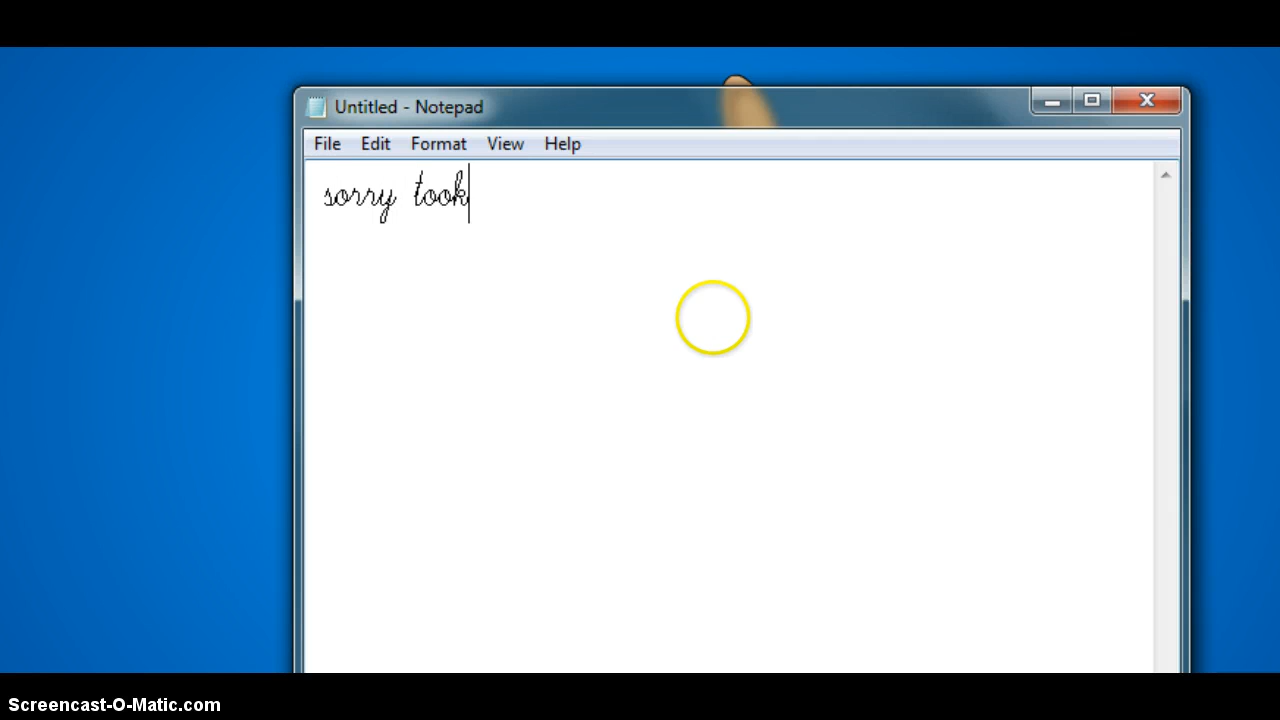 Untitled - Notepad
File Edit Format View Help
sorry took
Screencast-O-Matic.com